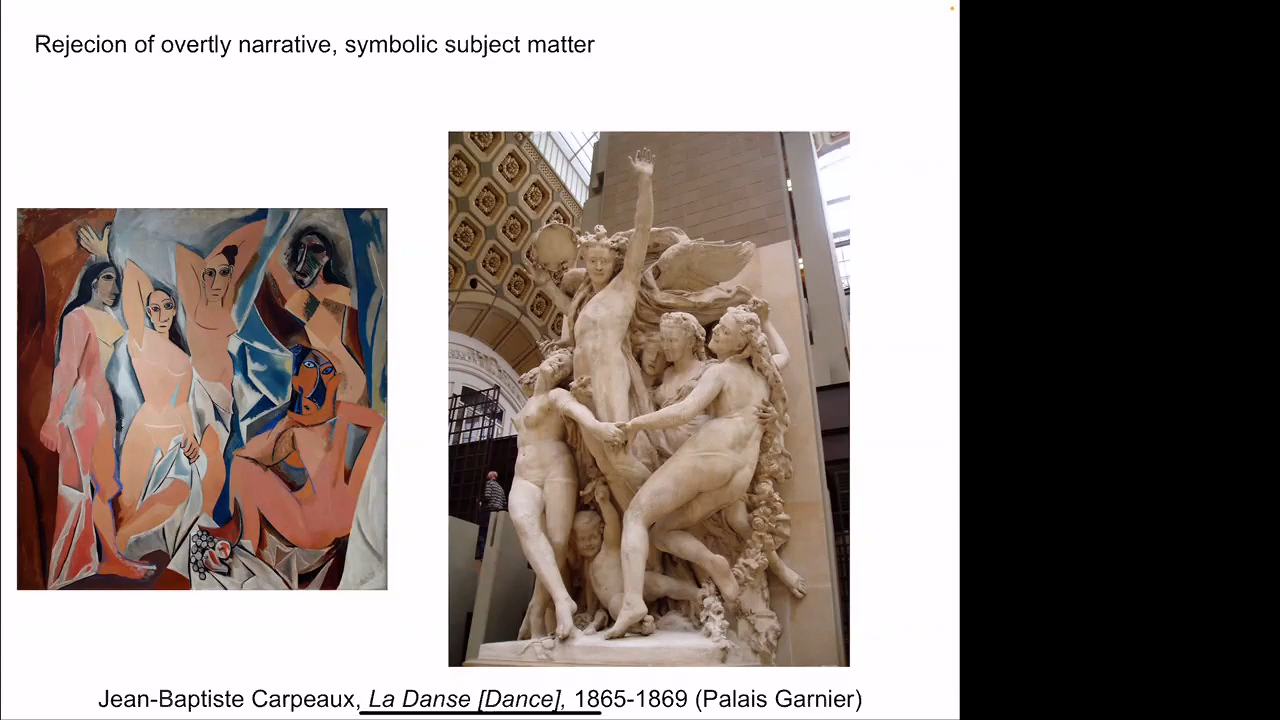 Rejecion of overtly narrative, symbolic subject matter
Jean-Baptiste Carpeaux, La Danse [Dance], 1865-1869 (Palais Garnier)